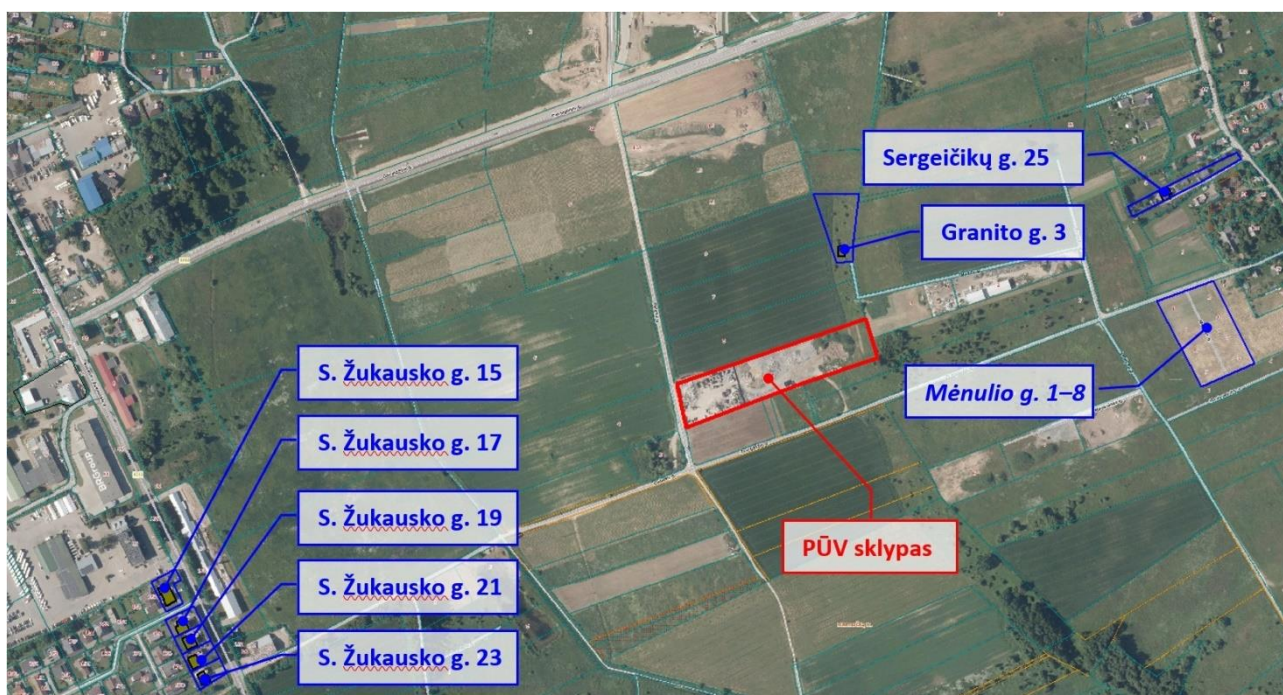 Sergeičikų g. 25
Granito g. 3
Mėnulio g. 1–8
PŪV sklypas
S. Žukausko g. 15
S. Žukausko g. 17
S. Žukausko g. 19
S. Žukausko g. 21
S. Žukausko g. 23